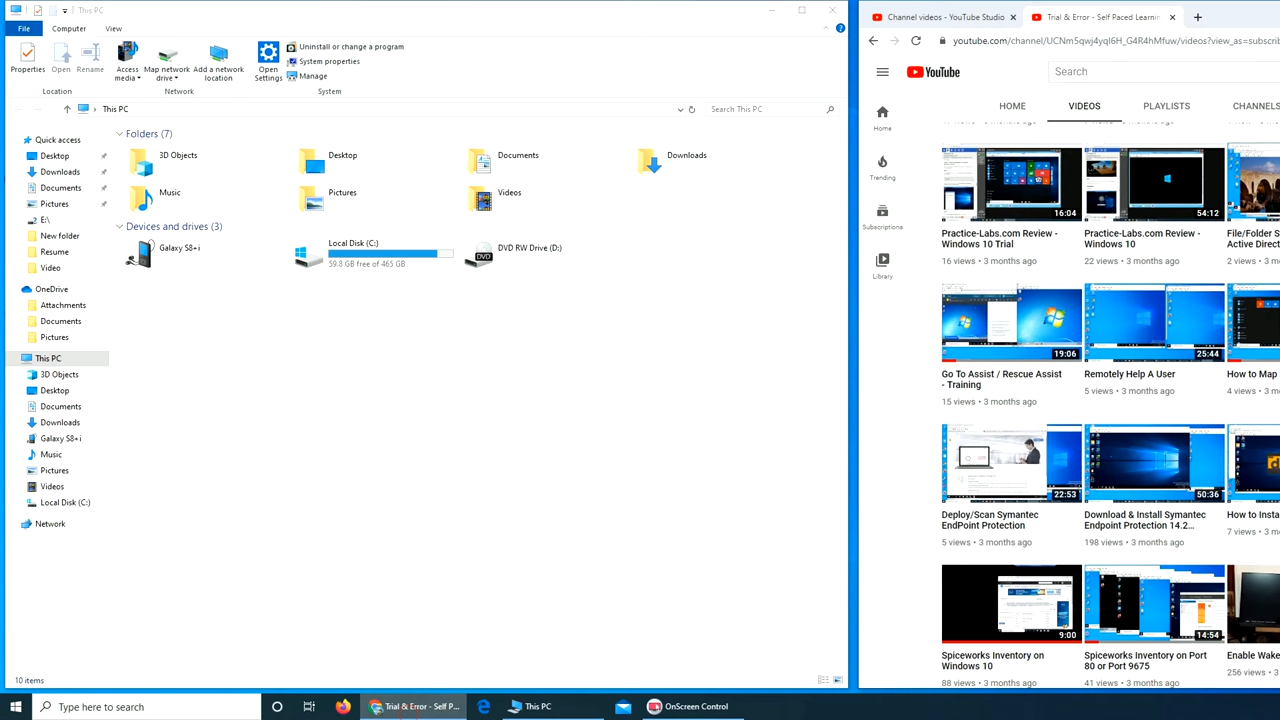 This PC
File Computer View
Properties Open Rename Access media Map network drive Add a network location Open Settings Uninstall or change a program
System properties
Manage
Location Network System
This PC
Search This PC
Quick access
Desktop
Downloads
Documents
Pictures
E:\
New folder
Resume
Video
OneDrive
Attachments
Documents
Pictures
This PC
3D Objects
Desktop
Documents
Downloads
Galaxy S8+i
Music
Pictures
Videos
Local Disk (C:)
Network
Folders (7)
3D Objects Desktop Documents Downloads
Music Pictures Videos
Devices and drives (3)
Galaxy S8+i
Local Disk (C:)
59.8 GB free of 465 GB
DVD RW Drive (D:)
DVD
10 items
Channel videos - YouTube Studio
Trial & Error - Self Paced Learnin
youtube.com/channel/UCNm5qwj4yqI6H_G4R4hMfuw/videos?view_as=subscrib
YouTube
Search
Home
Trending
Subscriptions
Library
HOME VIDEOS PLAYLISTS CHANNELS
16:04
Practice-Labs.com Review - Windows 10 Trial
16 views • 3 months ago
54:12
Practice-Labs.com Review - Windows 10
22 views • 3 months ago
File/Folder S
Active Direct
2 views • 3
19:06
Go To Assist / Rescue Assist - Training
15 views • 3 months ago
25:44
Remotely Help A User
5 views • 3 months ago
How to Map
4 views • 3
22:53
Deploy/Scan Symantec EndPoint Protection
5 views • 3 months ago
50:36
Download & Install Symantec Endpoint Protection 14.2...
198 views • 3 months ago
How to Insta
7 views • 3
9:00
Spiceworks Inventory on Windows 10
88 views • 3 months ago
14:54
Spiceworks Inventory on Port 80 or Port 9675
41 views • 3 months ago
Enable Wake
256 views •
Type here to search
Trial & Error - Self P...
This PC
OnScreen Control